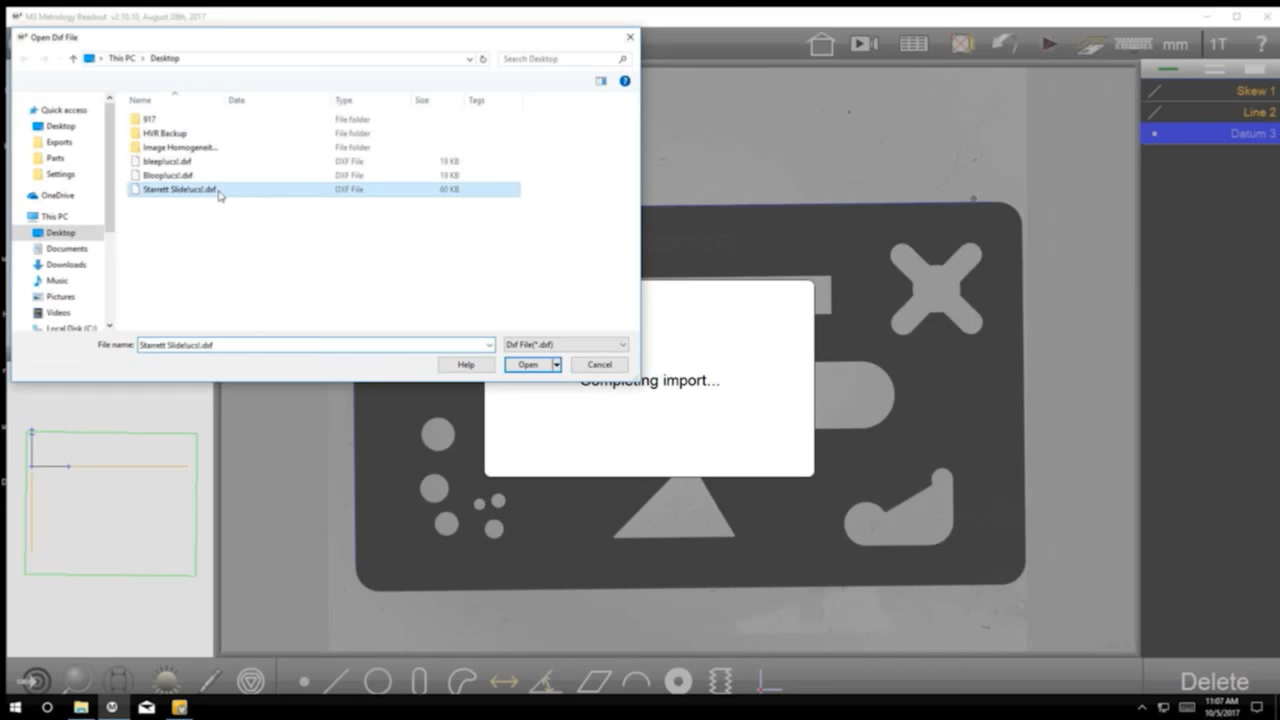 M3 Metrology Readout v2.10.10, August 28th, 2017
Open Dxf File
This PC > Desktop
Search Desktop
mm
1T
?
Name Date Type Size Tags
Quick access
Desktop
Exports
Parts
Settings
OneDrive
This PC
Desktop
Documents
Downloads
Music
Pictures
Videos
Local Disk (C:)
917 File folder
HVR Backup File folder
Image Homogeneit... File folder
bleep!ucs!.dxf DXF File 19 KB
Bloop!ucs!.dxf DXF File 19 KB
Starrett Slide!ucs!.dxf DXF File 60 KB
File name: Starrett Slide!ucs!.dxf Dxf File(*.dxf)
Help Open Cancel
Skew 1
Line 2
Datum 3
Completing import...
Delete
11:07 AM
10/5/2017